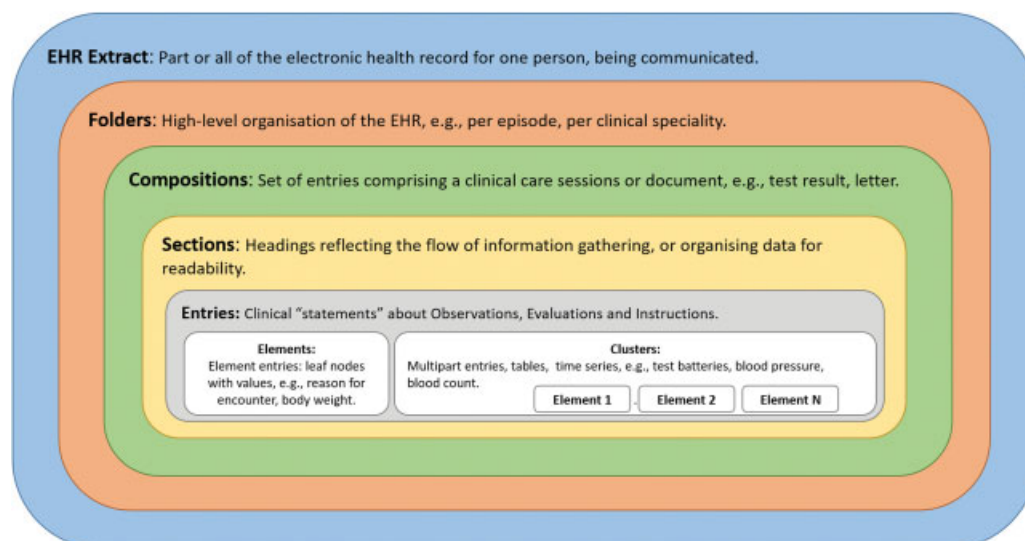 EHR Extract: Part or all of the electronic health record for one person, being communicated.
Folders: High-level organisation of the EHR, e.g., per episode, per clinical speciality.
Compositions: Set of entries comprising a clinical care sessions or document, e.g., test result, letter.
Sections: Headings reflecting the flow of information gathering, or organising data for
readability.
Entries: Clinical “statements” about Observations, Evaluations and Instructions.
Elements:
Element entries: leaf nodes
with values, e.g., reason for
encounter, body weight.
Clusters:
Multipart entries, tables, time series, e.g., test batteries, blood pressure,
blood count.
Element 1 . Element 2 Element N